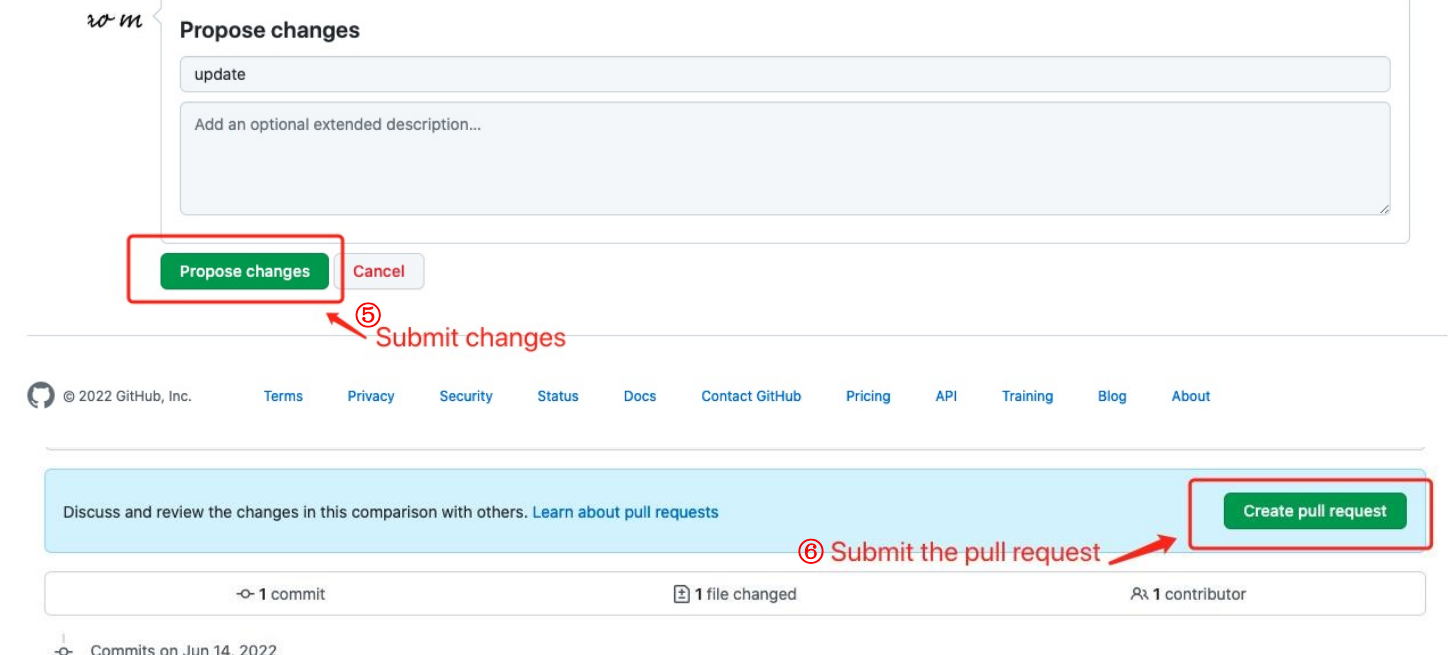 ro m
Propose changes
update
Add an optional extended description...
Propose changes Cancel
⑤
Submit changes
© 2022 GitHub, Inc. Terms Privacy Security Status Docs Contact GitHub Pricing API Training Blog About
Discuss and review the changes in this comparison with others. Learn about pull requests Create pull request
⑥ Submit the pull request
1 commit 1 file changed 1 contributor
Commits on Jun 14, 2022